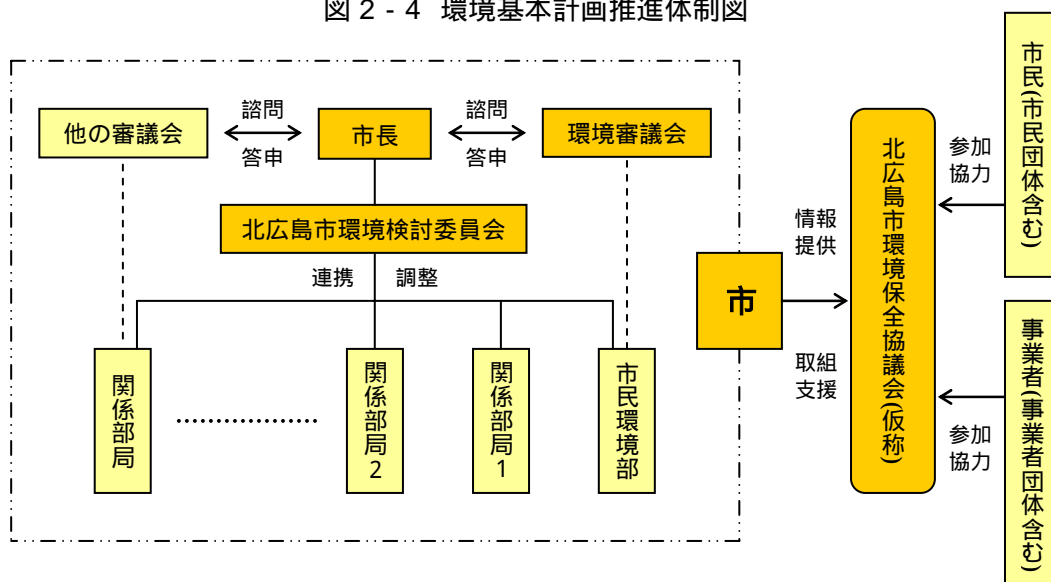 図２-４ 環境基本計画推進体制図
他の審議会
諮問
答申
市長
諮問
答申
環境審議会
北広島市環境検討委員会
連携
調整
関係部局
………………
関係部局2
関係部局1
市民環境部
市
情報
提供
取組
支援
北広島市環境保全協議会(仮称)
参加
協力
市民(市民団体含む)
参加
協力
事業者(事業者団体含む)